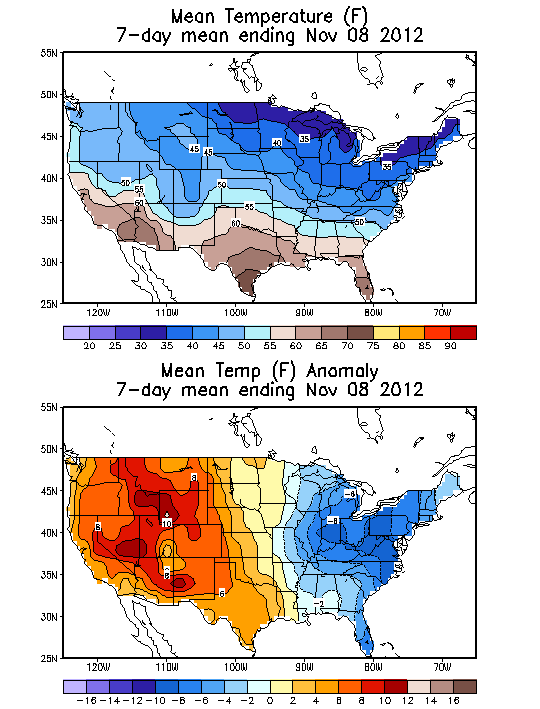 Mean Temperature (F)
7-day mean ending Nov 08 2012
55N
50N
45N
40N
35N
30N
25N
45
45
40
35
35
50
55
60
50
55
60
50
120W 110W 100W 90W 80W 70W
20 25 30 35 40 45 50 55 60 65 70 75 80 85 90
Mean Temp (F) Anomaly
7-day mean ending Nov 08 2012
55N
50N
45N
40N
35N
30N
25N
8
-6
8
10
-8
8
6
-2
120W 110W 100W 90W 80W 70W
-16 -14 -12 -10 -8 -6 -4 -2 0 2 4 6 8 10 12 14 16